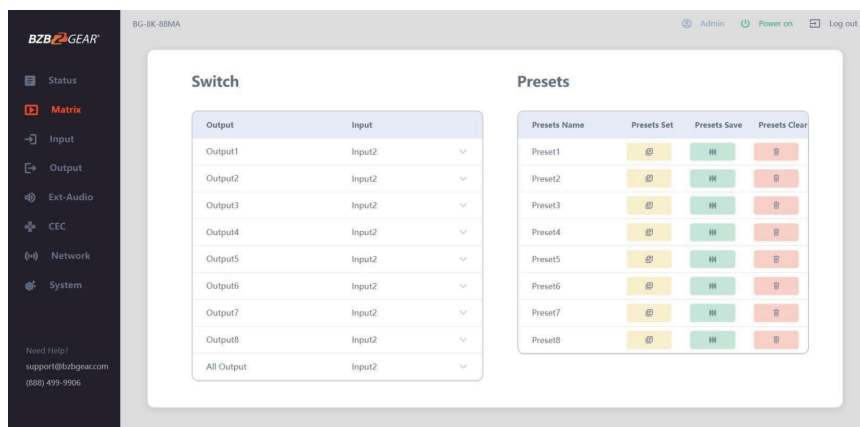 BG-8K-88MA
Admin Power on Log out
BZBGEAR®
Status
Matrix
Input
Output
Ext-Audio
CEC
Network
System
Need Help?
support@bzbgear.com
(888) 499-9906
Switch
Output Input
Output1 Input2
Output2 Input2
Output3 Input2
Output4 Input2
Output5 Input2
Output6 Input2
Output7 Input2
Output8 Input2
All Output Input2
Presets
Presets Name Presets Set Presets Save Presets Clear
Preset1
Preset2
Preset3
Preset4
Preset5
Preset6
Preset7
Preset8